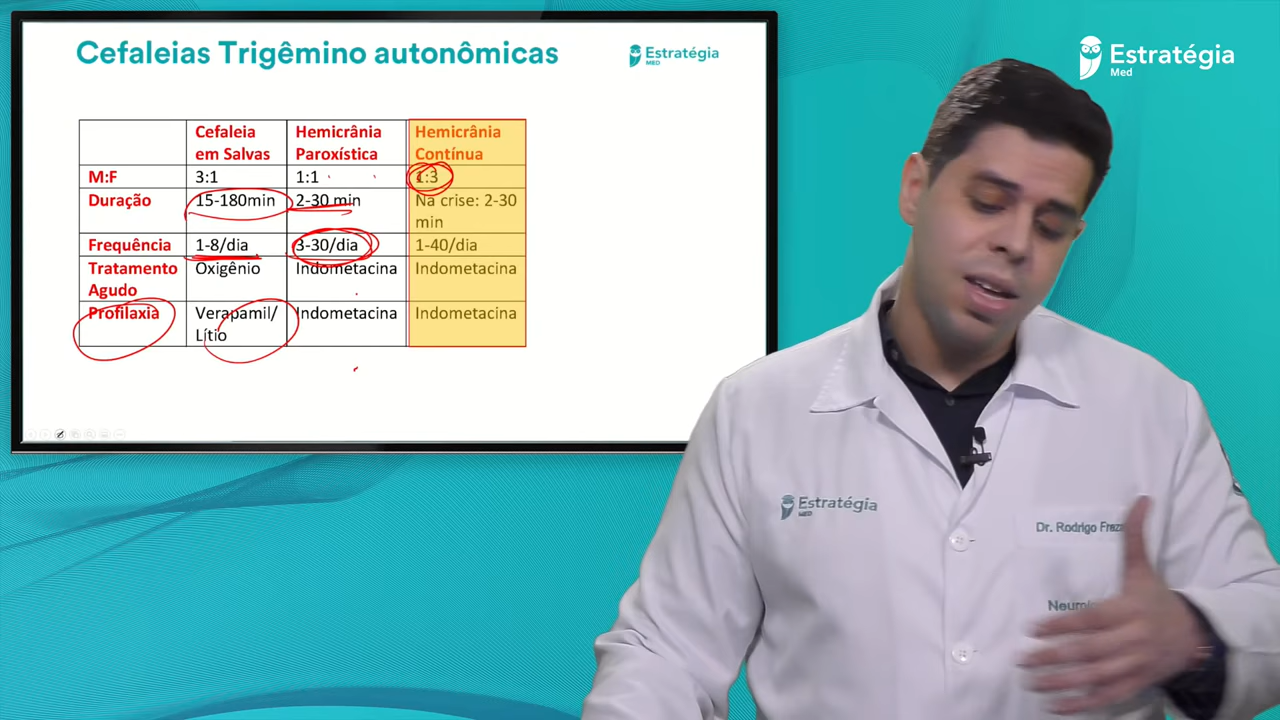 Cefaleias Trigêmino autonômicas
Estratégia
MED
Estratégia
Med
Cefaleia em Salvas
Hemicrânia Paroxística
Hemicrânia Contínua
M:F
3:1
1:1
1:3
Duração
15-180min
2-30 min
Na crise: 2-30 min
Frequência
1-8/dia
3-30/dia
1-40/dia
Tratamento Agudo
Oxigênio
Indometacina
Indometacina
Profilaxia
Verapamil/ Lítio
Indometacina
Indometacina
Estratégia
MED
Dr. Rodrigo